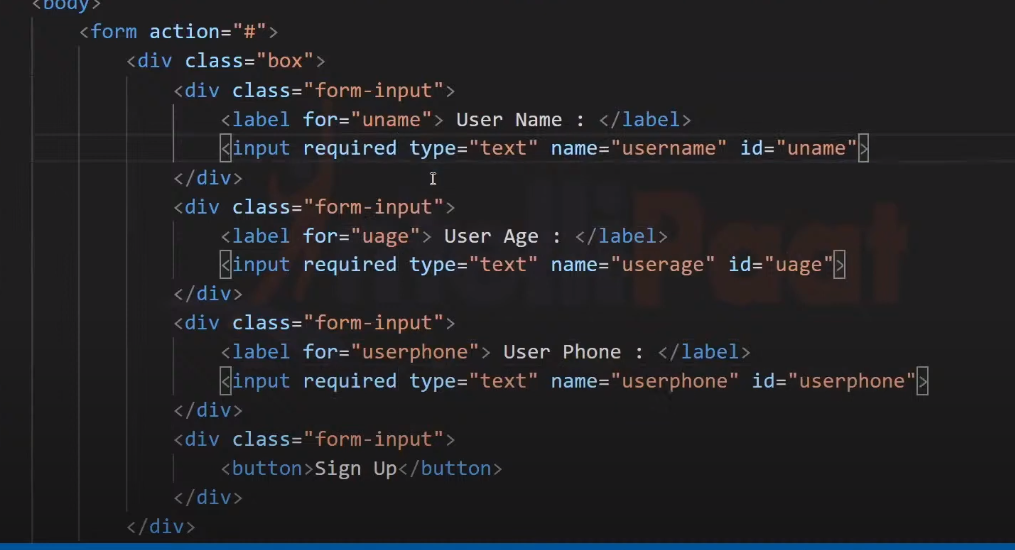 <body>
<form action="#">
<div class="box">
<div class="form-input">
<label for="uname"> User Name : </label>
<input required type="text" name="username" id="uname">
</div>
<div class="form-input">
<label for="uage"> User Age : </label>
<input required type="text" name="userage" id="uage">
</div>
<div class="form-input">
<label for="userphone"> User Phone : </label>
<input required type="text" name="userphone" id="userphone">
</div>
<div class="form-input">
<button>Sign Up</button>
</div>
</div>
intelliPaat